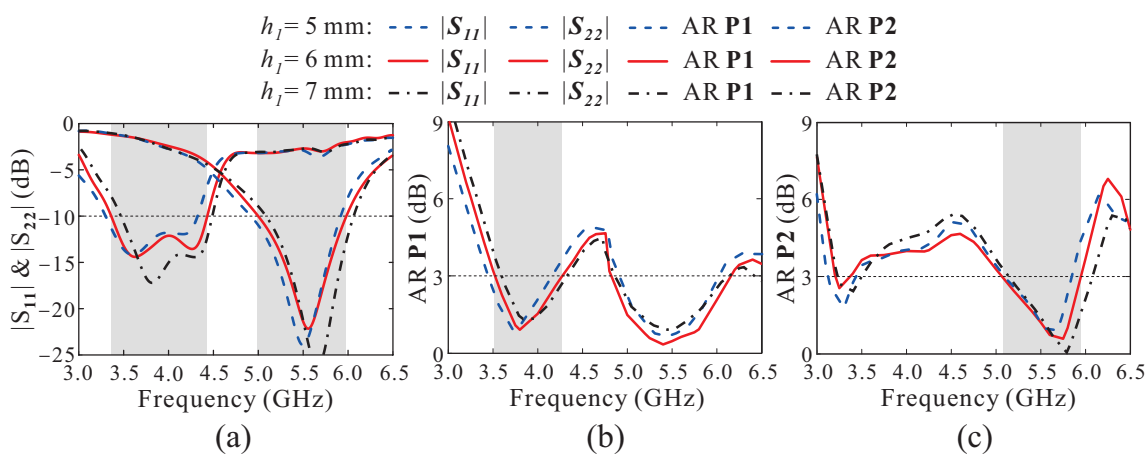 h1 = 5 mm: |S11| |S22| AR P1 AR P2
h1 = 6 mm: |S11| |S22| AR P1 AR P2
h1 = 7 mm: |S11| |S22| AR P1 AR P2
|S11| & |S22| (dB)
0
−5
−10
−15
−20
−25
3.0 3.5 4.0 4.5 5.0 5.5 6.0 6.5
Frequency (GHz)
(a)
AR P1 (dB)
9
6
3
0
3.0 3.5 4.0 4.5 5.0 5.5 6.0 6.5
Frequency (GHz)
(b)
AR P2 (dB)
9
6
3
0
3.0 3.5 4.0 4.5 5.0 5.5 6.0 6.5
Frequency (GHz)
(c)